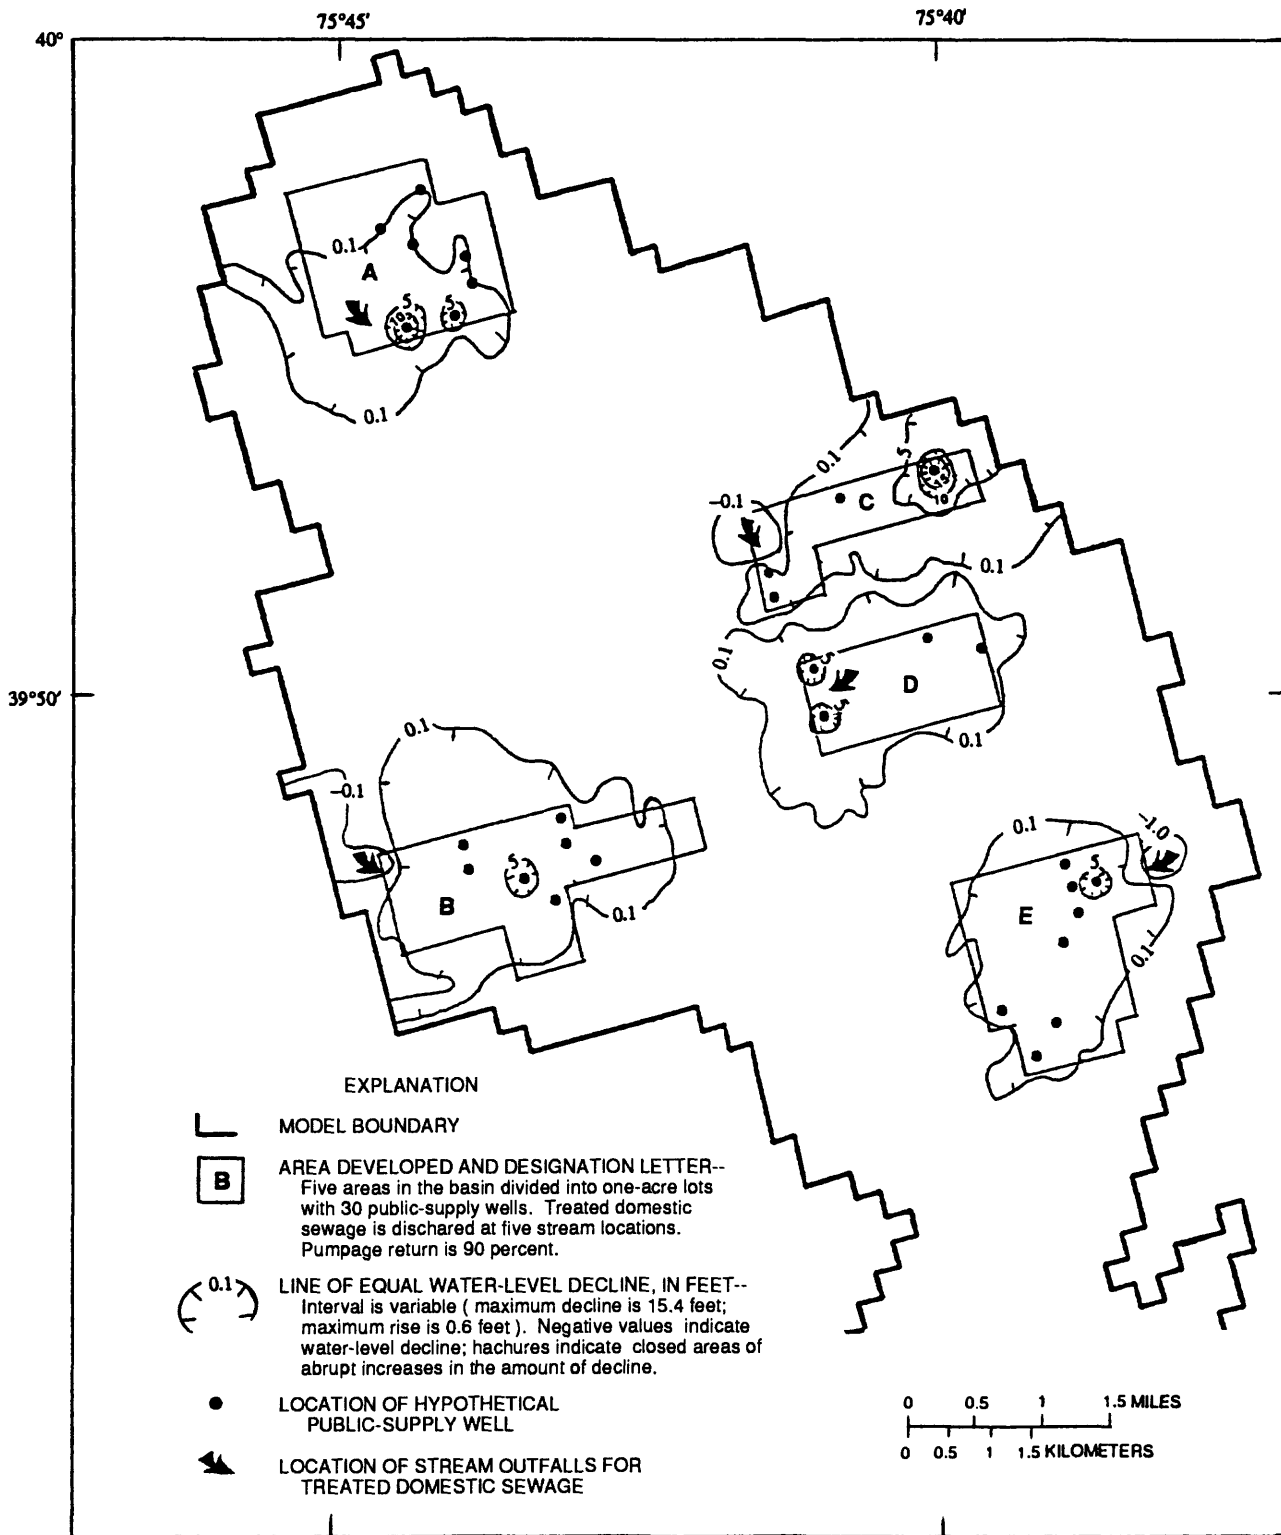 75°45′
75°40′
40°
0.1
A
5
10
5
0.1
0.1
5
-0.1
C
15
10
0.1
0.1
5
D
5
39°50′
0.1
0.1
-0.1
0.1
-1.0
5
5
B
E
0.1
0.1
EXPLANATION
MODEL BOUNDARY
B
AREA DEVELOPED AND DESIGNATION LETTER--
Five areas in the basin divided into one-acre lots
with 30 public-supply wells. Treated domestic
sewage is dischared at five stream locations.
Pumpage return is 90 percent.
0.1
LINE OF EQUAL WATER-LEVEL DECLINE, IN FEET--
Interval is variable ( maximum decline is 15.4 feet;
maximum rise is 0.6 feet ). Negative values indicate
water-level decline; hachures indicate closed areas of
abrupt increases in the amount of decline.
LOCATION OF HYPOTHETICAL
PUBLIC-SUPPLY WELL
LOCATION OF STREAM OUTFALLS FOR
TREATED DOMESTIC SEWAGE
0 0.5 1 1.5 MILES
0 0.5 1 1.5 KILOMETERS